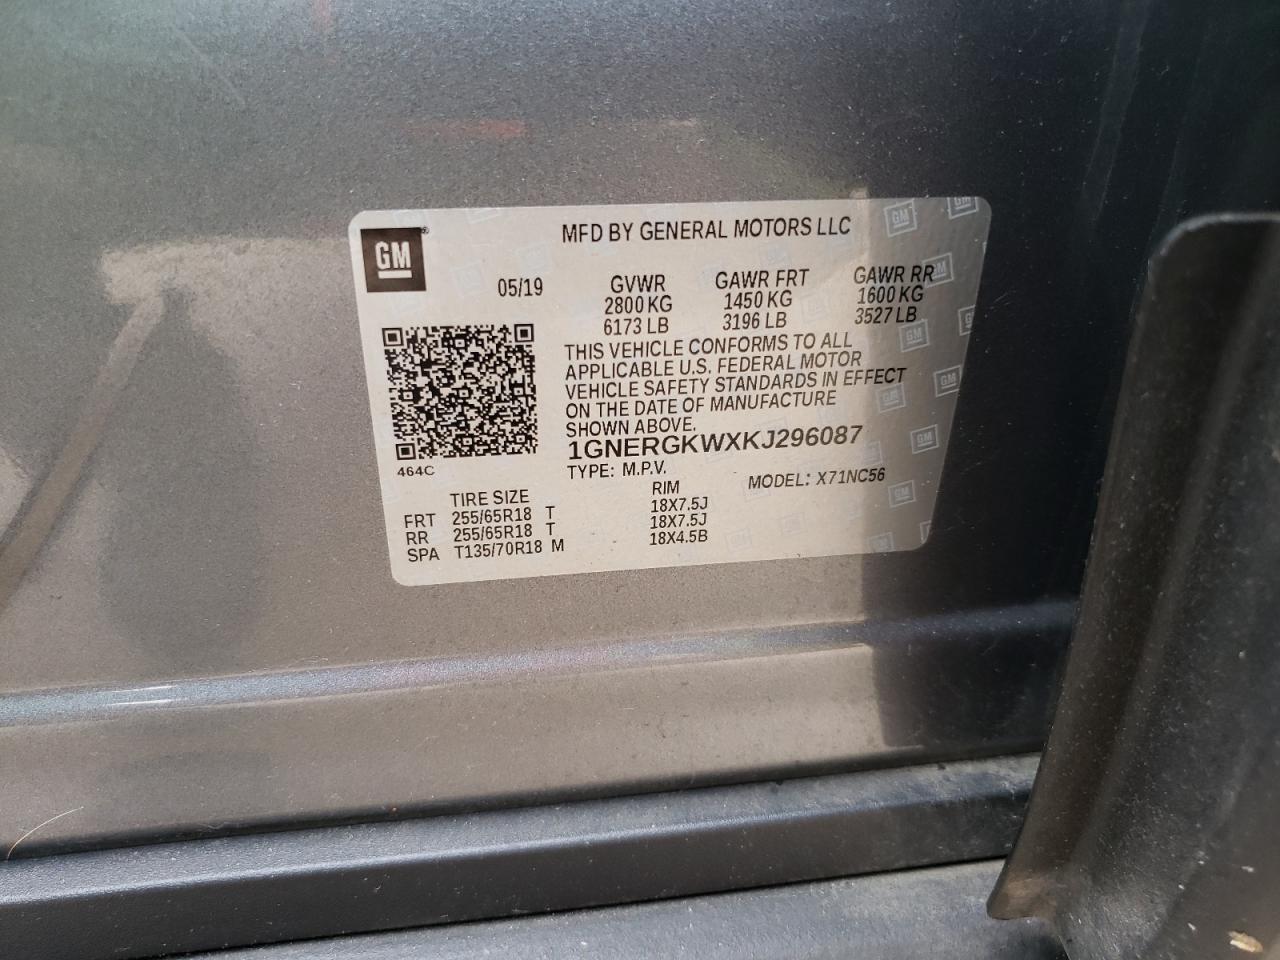 MFD BY GENERAL MOTORS LLC
GM
05/19
GVWR GAWR FRT GAWR RR
2800 KG 1450 KG 1600 KG
6173 LB 3196 LB 3527 LB
THIS VEHICLE CONFORMS TO ALL
APPLICABLE U.S. FEDERAL MOTOR
VEHICLE SAFETY STANDARDS IN EFFECT
ON THE DATE OF MANUFACTURE
SHOWN ABOVE.
1GNERGKWXKJ296087
464C
TYPE: M.P.V. MODEL: X71NC56
TIRE SIZE RIM
FRT 255/65R18 T 18X7.5J
RR 255/65R18 T 18X7.5J
SPA T135/70R18 M 18X4.5B